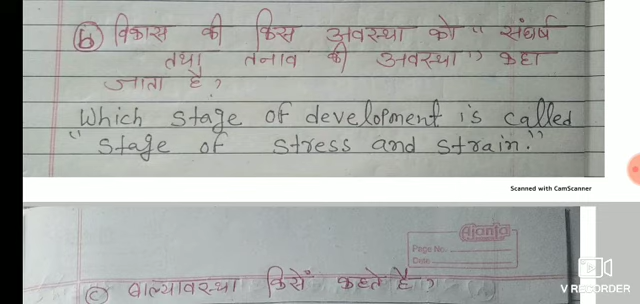 (b) विकास की किस अवस्था को "संघर्ष
तथा तनाव की अवस्था" कहा
जाता है?
Which stage of development is called
"stage of stress and strain."
Scanned with CamScanner
Ajanta
Page No.
Date
(c) बाल्यावस्था किसे कहते है?
V RECORDER